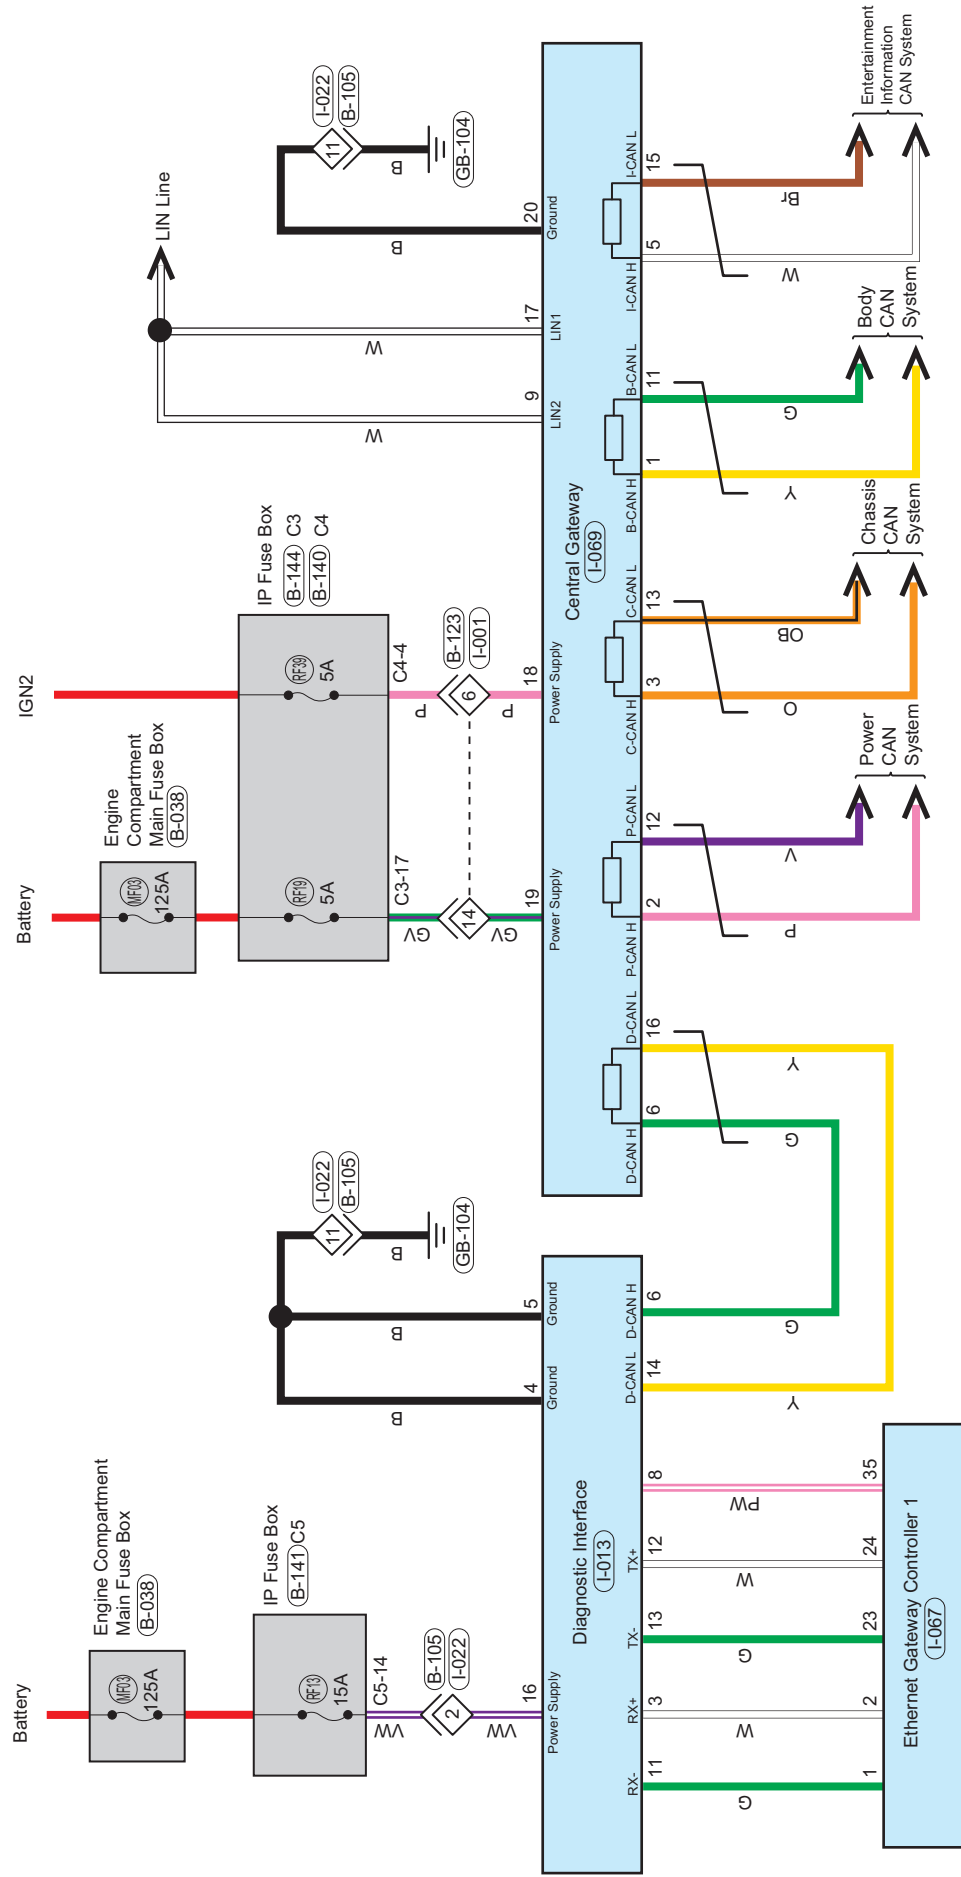 Battery
Engine Compartment
Main Fuse Box
B-038
MF03
125A
IP Fuse Box
B-141 C5
RF13
15A
C5-14
VW
B-105
I-022
2
VW
16
Power Supply
B
B
I-022
B-105
11
B
GB-104
4
Ground
5
Ground
Diagnostic Interface
I-013
RX-
11
RX+
3
TX-
13
TX+
12
8
D-CAN L
14
D-CAN H
6
G
W
G
W
PW
Y
G
1
2
23
24
35
Ethernet Gateway Controller 1
I-067
Battery
Engine
Compartment
Main Fuse Box
B-038
MF03
125A
IGN2
IP Fuse Box
B-144 C3
B-140 C4
RF19
5A
RF39
5A
C3-17
C4-4
GV
P
B-123
I-001
14
6
GV
P
19
Power Supply
18
Power Supply
LIN Line
W
W
9
LIN2
17
LIN1
I-022
B-105
11
B
GB-104
B
20
Ground
Central Gateway
I-069
D-CAN H
6
D-CAN L
16
P-CAN H
2
P-CAN L
12
C-CAN H
3
C-CAN L
13
B-CAN H
1
B-CAN L
11
I-CAN H
5
I-CAN L
15
G
Y
P
V
O
OB
Y
G
W
Br
Power
CAN
System
Chassis
CAN
System
Body
CAN
System
Entertainment
Information
CAN System